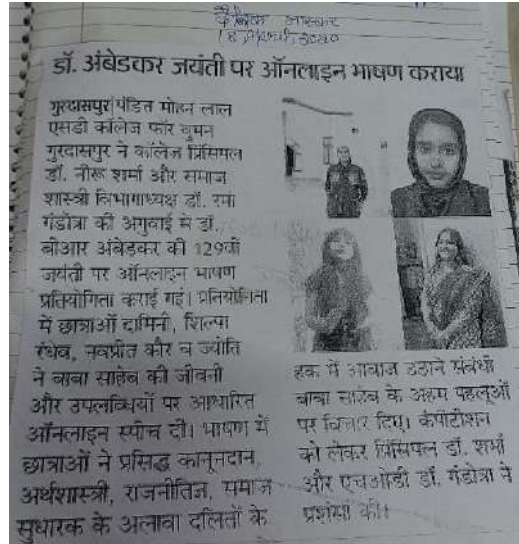 दैनिक भास्कर
18 April 2020
डॉ. अंबेडकर जयंती पर ऑनलाइन भाषण कराया
गुरदासपुर|पंडित मोहन लाल
एसडी कॉलेज फॉर वूमन
गुरदासपुर ने कॉलेज प्रिंसिपल
डॉ. नीरू शर्मा और समाज
शास्त्री विभागाध्यक्ष डॉ. रमा
गंडोत्रा की अगुवाई में डॉ.
बीआर अंबेडकर की 129वीं
जयंती पर ऑनलाइन भाषण
प्रतियोगिता कराई गई। प्रतियोगिता
में छात्राओं दामिनी, शिल्पा
रंधेव, नवप्रीत कौर व ज्योति
ने बाबा साहेब की जीवनी
और उपलब्धियों पर आधारित
ऑनलाइन स्पीच दी। भाषण में
छात्राओं ने प्रसिद्ध कानूनदान,
अर्थशास्त्री, राजनीतिज्ञ, समाज
सुधारक के अलावा दलितों के
हक में आवाज उठाने संबंधी
बाबा साहेब के अहम पहलूओं
पर विचार दिए। कंपीटीशन
को लेकर प्रिंसिपल डॉ. शर्मा
और एचओडी डॉ. गंडोत्रा ने
प्रशंसा की।